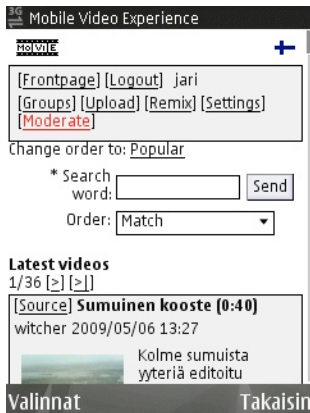 3G Mobile Video Experience
MoViE
[Frontpage] [Logout] jari
[Groups] [Upload] [Remix] [Settings]
[Moderate]
Change order to: Popular
* Search
word:
Send
Order: Match
Latest videos
1/36 [>] [>|]
[Source] Sumuinen kooste (0:40)
witcher 2009/05/06 13:27
Kolme sumuista
yyteriä editoitu
Valinnat Takaisin